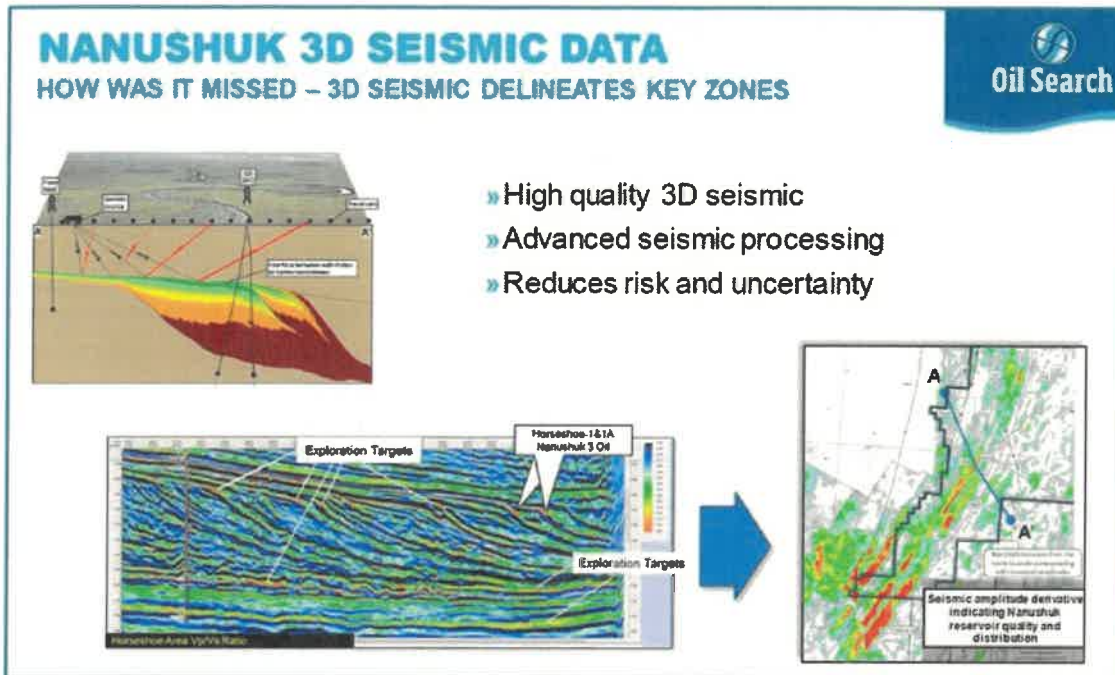 NANUSHUK 3D SEISMIC DATA
HOW WAS IT MISSED – 3D SEISMIC DELINEATES KEY ZONES
Oil Search
» High quality 3D seismic
» Advanced seismic processing
» Reduces risk and uncertainty
A
A'
Exploration Targets
Horseshoe-1&1A
Nanushuk 3 Oil
Exploration Targets
Horseshoe Area Vp/Vs Ratio
A
A'
Seismic amplitude derivative
indicating Nanushuk
reservoir quality and
distribution